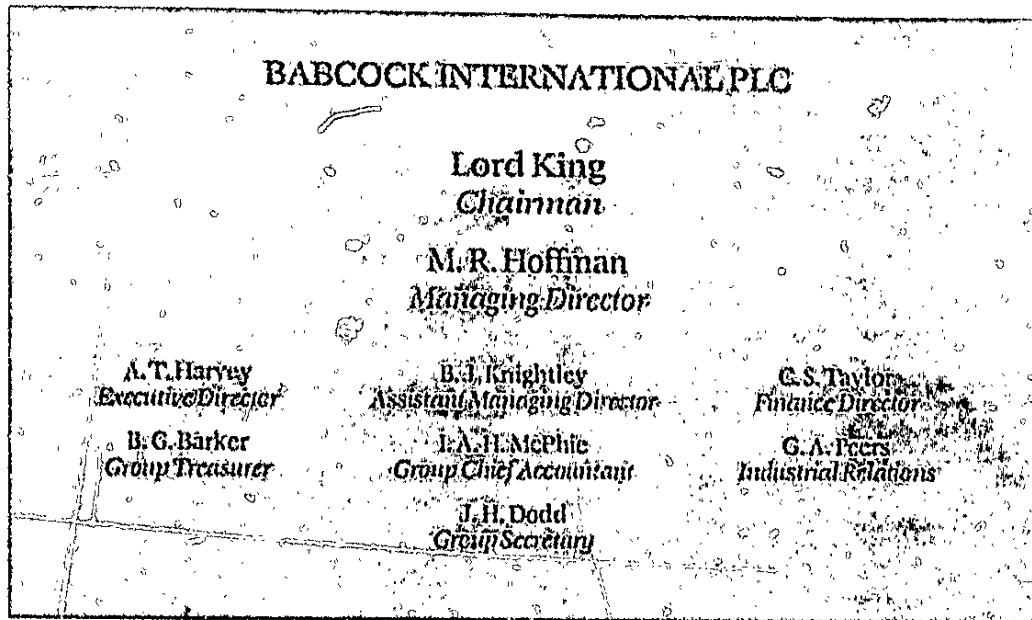 BABCOCK INTERNATIONAL PLC
Lord King
Chairman
M. R. Hoffman
Managing Director
A. T. Harvey
Executive Director
B. J. Knightley
Assistant Managing Director
C. S. Taylor
Finance Director
B. G. Barker
Group Treasurer
I. A. H. McPhie
Group Chief Accountant
G. A. Peers
Industrial Relations
J. H. Dodd
Group Secretary